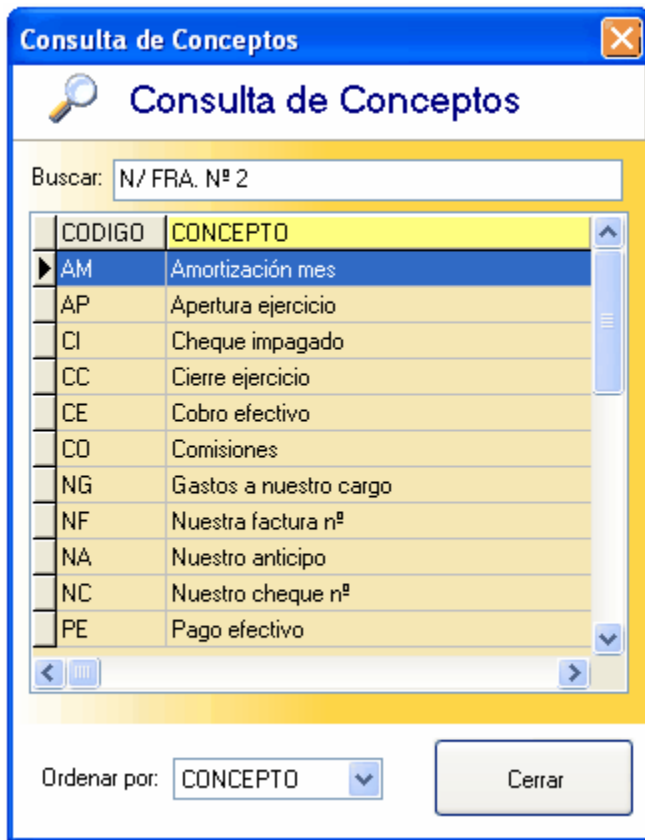 Consulta de Conceptos
Consulta de Conceptos
Buscar: N/ FRA. Nº 2
CODIGO CONCEPTO
AM Amortización mes
AP Apertura ejercicio
CI Cheque impagado
CC Cierre ejercicio
CE Cobro efectivo
CO Comisiones
NG Gastos a nuestro cargo
NF Nuestra factura nº
NA Nuestro anticipo
NC Nuestro cheque nº
PE Pago efectivo
Ordenar por: CONCEPTO Cerrar